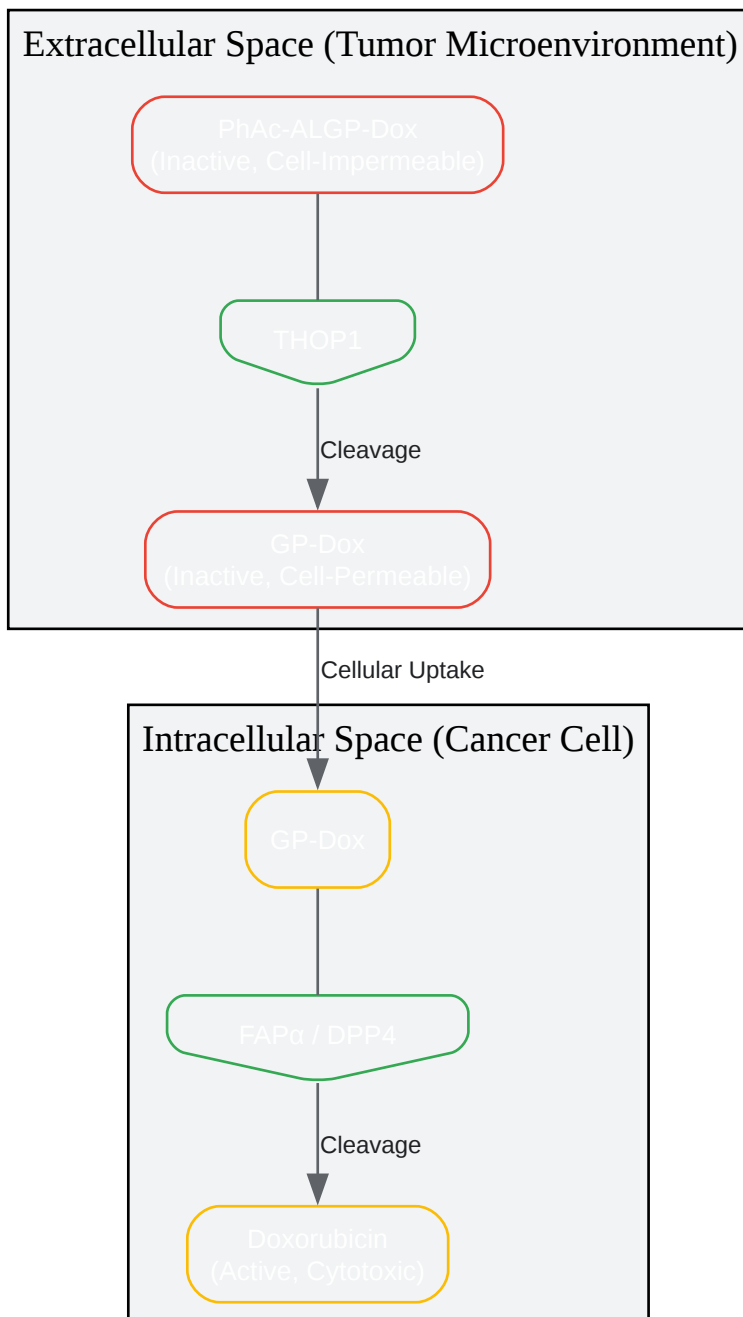 Extracellular Space (Tumor Microenvironment)
PhAc-ALGP-Dox
(Inactive, Cell-Impermeable)
THOP1
Cleavage
GP-Dox
(Inactive, Cell-Permeable)
Cellular Uptake
Intracellular Space (Cancer Cell)
GP-Dox
FAPα / DPP4
Cleavage
Doxorubicin
(Active, Cytotoxic)